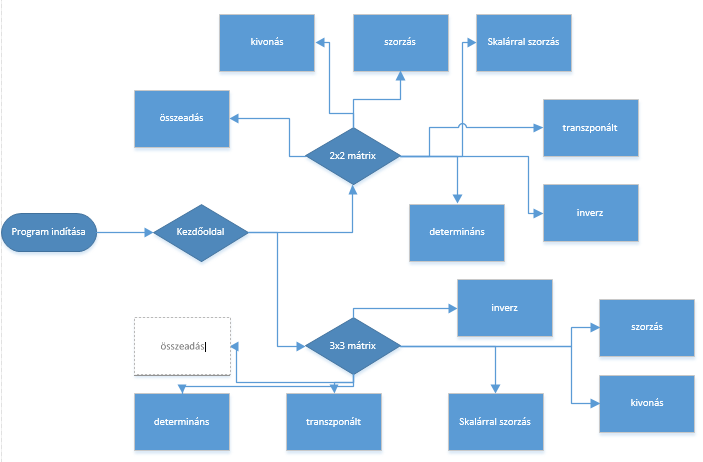 kivonás
szorzás
Skalárral szorzás
összeadás
transzponált
2x2 mátrix
inverz
Program indítása
Kezdőoldal
determináns
inverz
összeadás
3x3 mátrix
szorzás
kivonás
determináns
transzponált
Skalárral szorzás